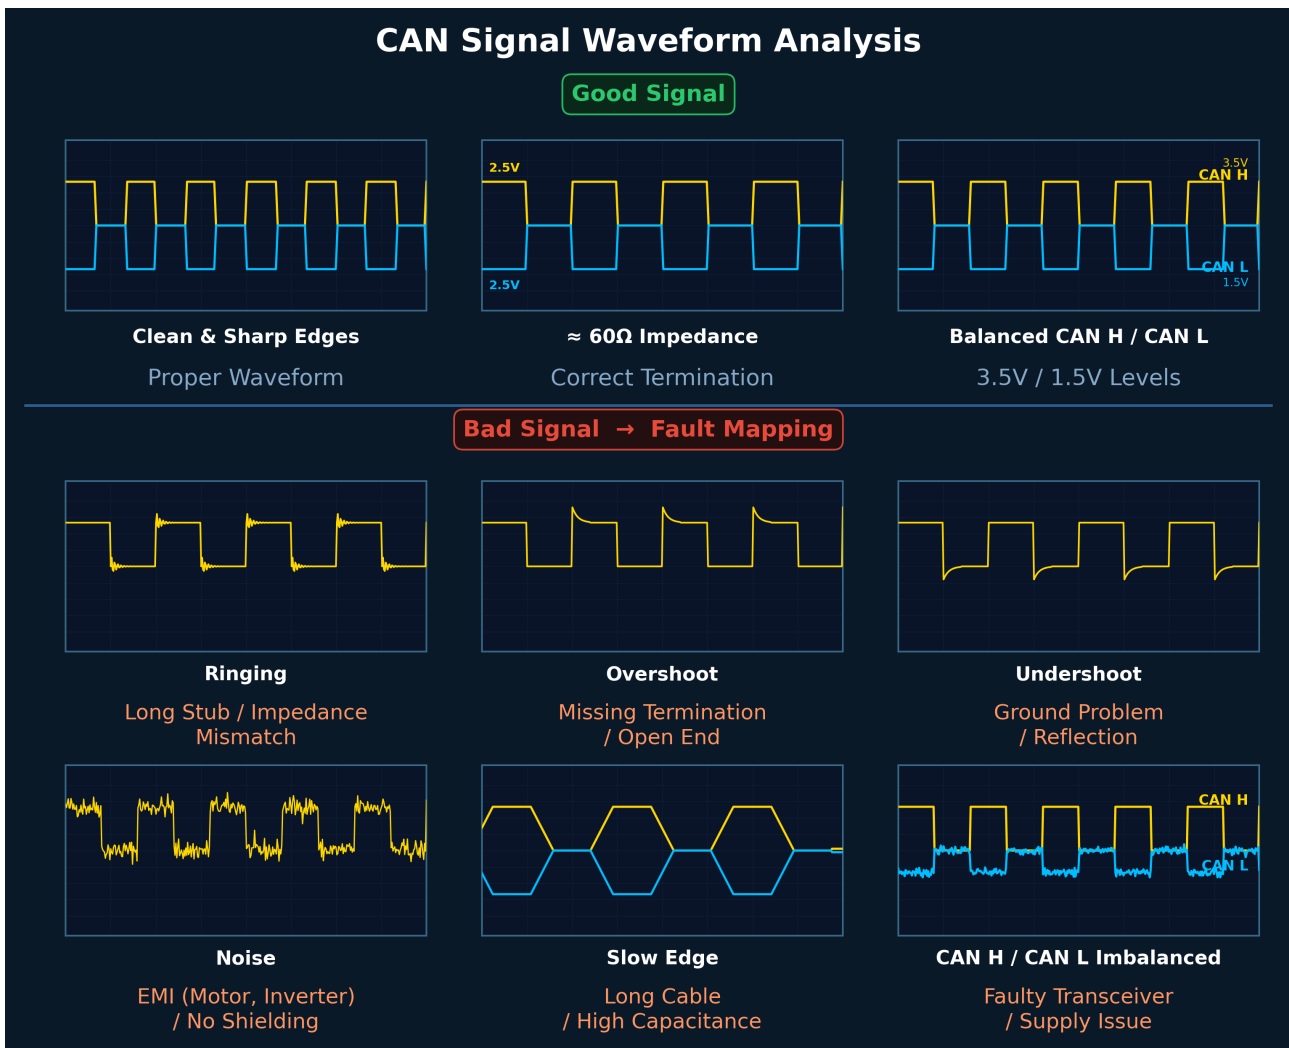 CAN Signal Waveform Analysis
Good Signal
2.5V
2.5V
3.5V
CAN H
CAN L
1.5V
Clean & Sharp Edges
≈ 60Ω Impedance
Balanced CAN H / CAN L
Proper Waveform
Correct Termination
3.5V / 1.5V Levels
Bad Signal → Fault Mapping
Ringing
Overshoot
Undershoot
Long Stub / Impedance
Mismatch
Missing Termination
/ Open End
Ground Problem
/ Reflection
CAN H
CAN L
Noise
Slow Edge
CAN H / CAN L Imbalanced
EMI (Motor, Inverter)
/ No Shielding
Long Cable
/ High Capacitance
Faulty Transceiver
/ Supply Issue